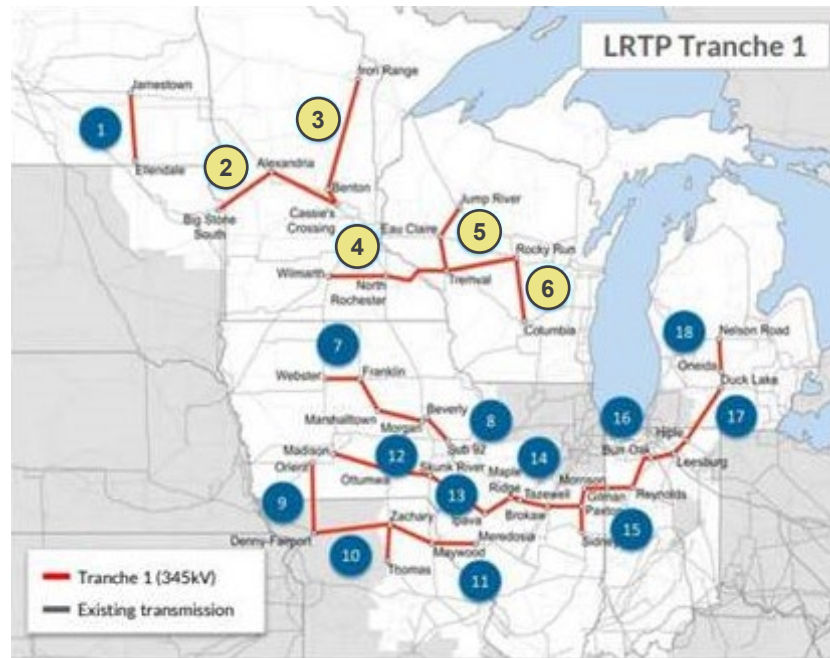 LRTP Tranche 1
Jamestown
Iron Range
1
3
Ellendale
2
Alexandria
Benton
Big Stone
South
Cassie's
Crossing
Jump River
Eau Claire
5
4
Rocky Run
Wilmarth
North
Rochester
Tremval
6
Columbia
7
18
Nelson Road
Webster
Franklin
Oneida
Duck Lake
Marshalltown
Morgan
Beverly
8
16
17
Sub 92
Hiple
Madison
Orient
12
14
Burr Oak
Leesburg
Ottumwa
Skunk River
Maple
Ridge
Morrison
13
Tazewell
Gilman
Reynolds
9
Ipava
Brokaw
Paxton
Zachary
Sidney
15
Denny-Fairport
Meredosia
10
Maywood
Thomas
11
Tranche 1 (345kV)
Existing transmission